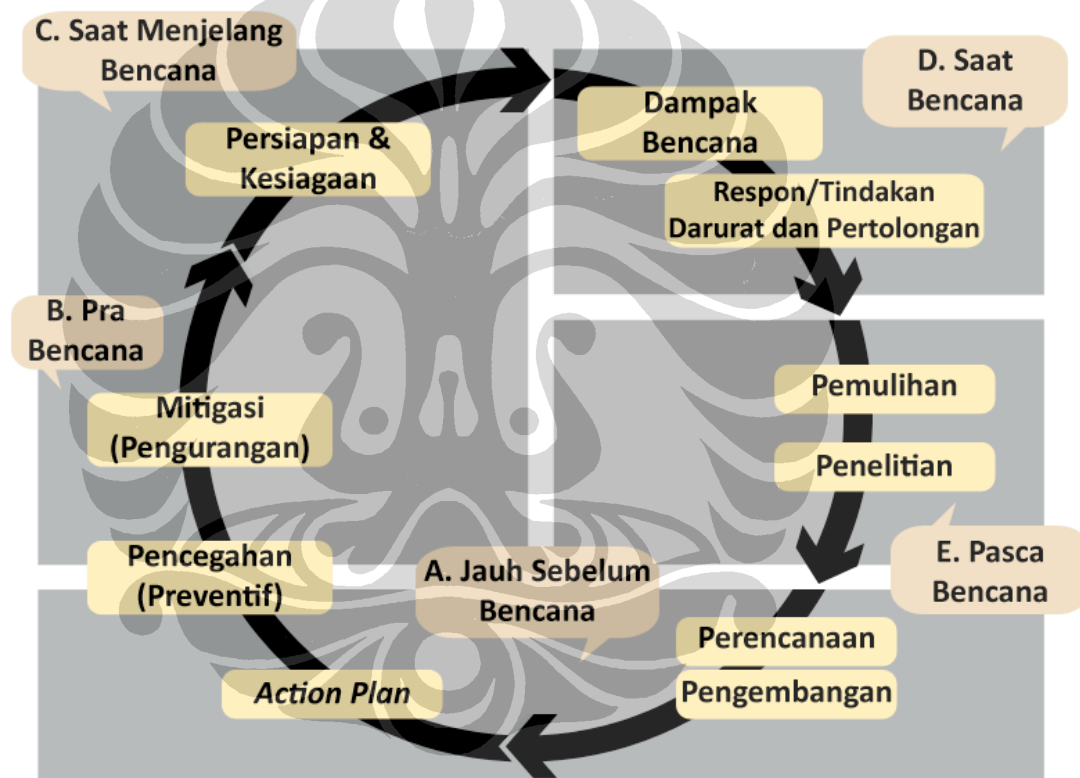 C. Saat Menjelang
Bencana
Persiapan &
Kesiagaan
D. Saat
Bencana
Dampak
Bencana
Respon/Tindakan
Darurat dan Pertolongan
B. Pra
Bencana
Mitigasi
(Pengurangan)
Pemulihan
Penelitian
E. Pasca
Bencana
Pencegahan
(Preventif)
A. Jauh Sebelum
Bencana
Perencanaan
Pengembangan
Action Plan